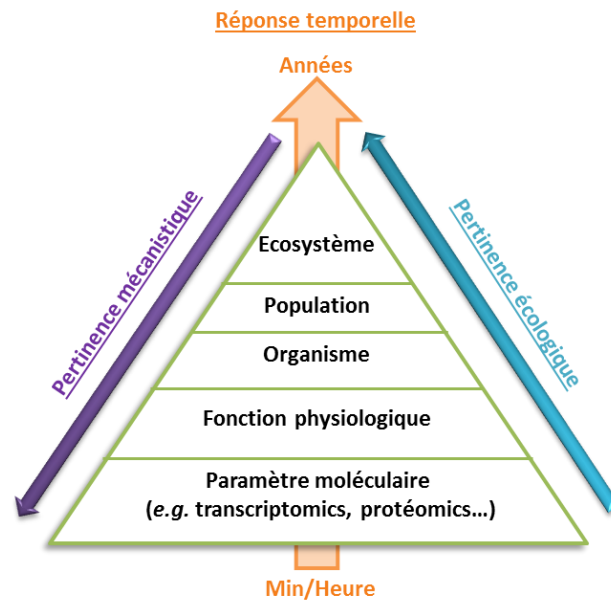 Réponse temporelle
Années
Pertinence mécanistique
Pertinence écologique
Ecosystème
Population
Organisme
Fonction physiologique
Paramètre moléculaire
(e.g. transcriptomics, protéomics...)
Min/Heure